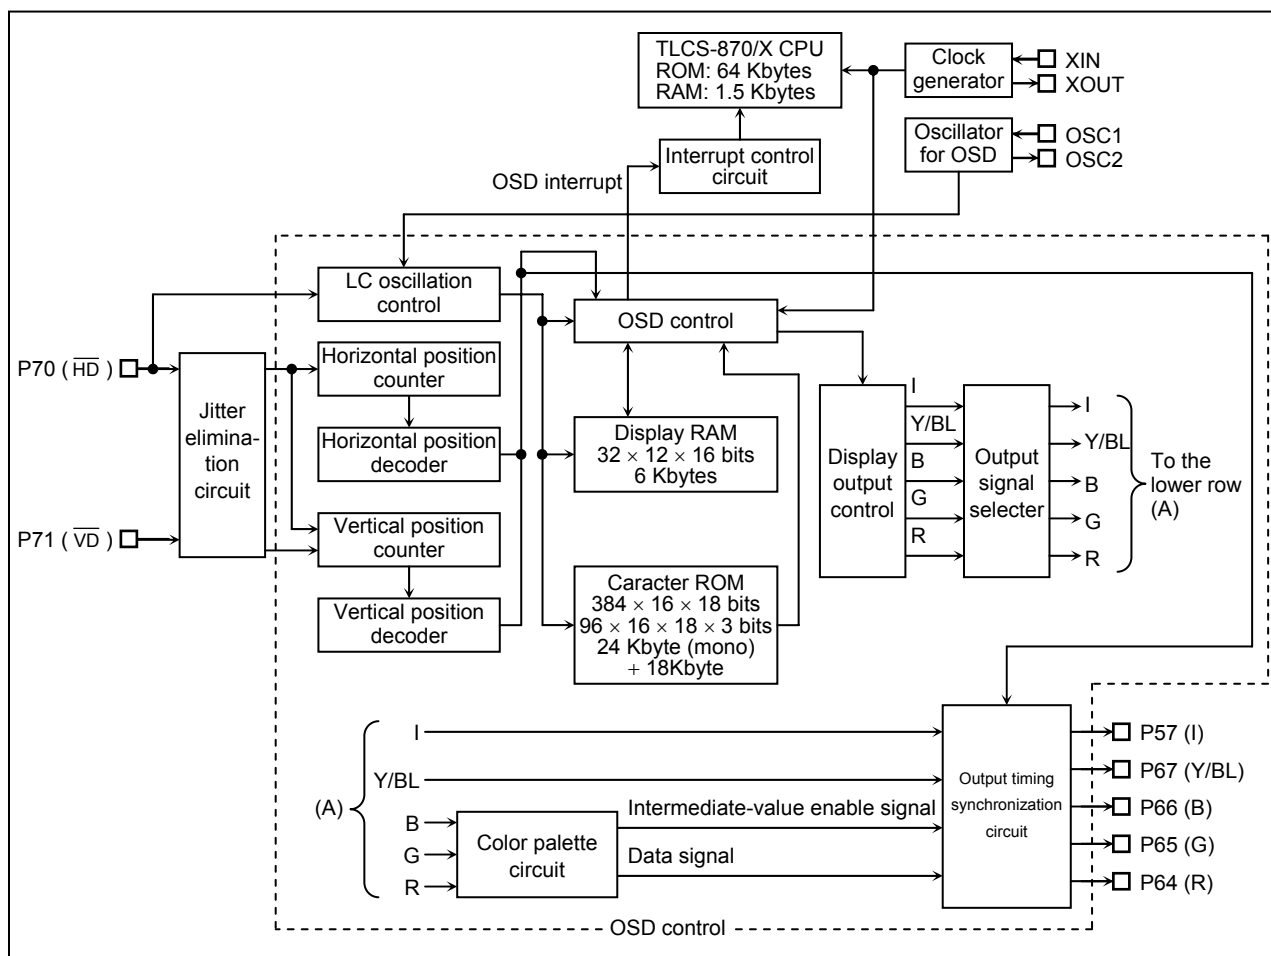 TLCS-870/X CPU
ROM: 64 Kbytes
RAM: 1.5 Kbytes
Clock
generator
XIN
XOUT
Oscillator
for OSD
OSC1
OSC2
Interrupt control
circuit
OSD interrupt
LC oscillation
control
OSD control
P70 ( HD )
Horizontal position
counter
Jitter
elimina-
tion
circuit
Horizontal position
decoder
Display RAM
32 × 12 × 16 bits
6 Kbytes
I
Y/BL
B
G
R
Display
output
control
Output
signal
selecter
I
Y/BL
B
G
R
To the
lower row
(A)
P71 ( VD )
Vertical position
counter
Vertical position
decoder
Caracter ROM
384 × 16 × 18 bits
96 × 16 × 18 × 3 bits
24 Kbyte (mono)
+ 18Kbyte
(A)
I
Y/BL
B
G
R
Color palette
circuit
Intermediate-value enable signal
Data signal
Output timing
synchronization
circuit
P57 (I)
P67 (Y/BL)
P66 (B)
P65 (G)
P64 (R)
OSD control